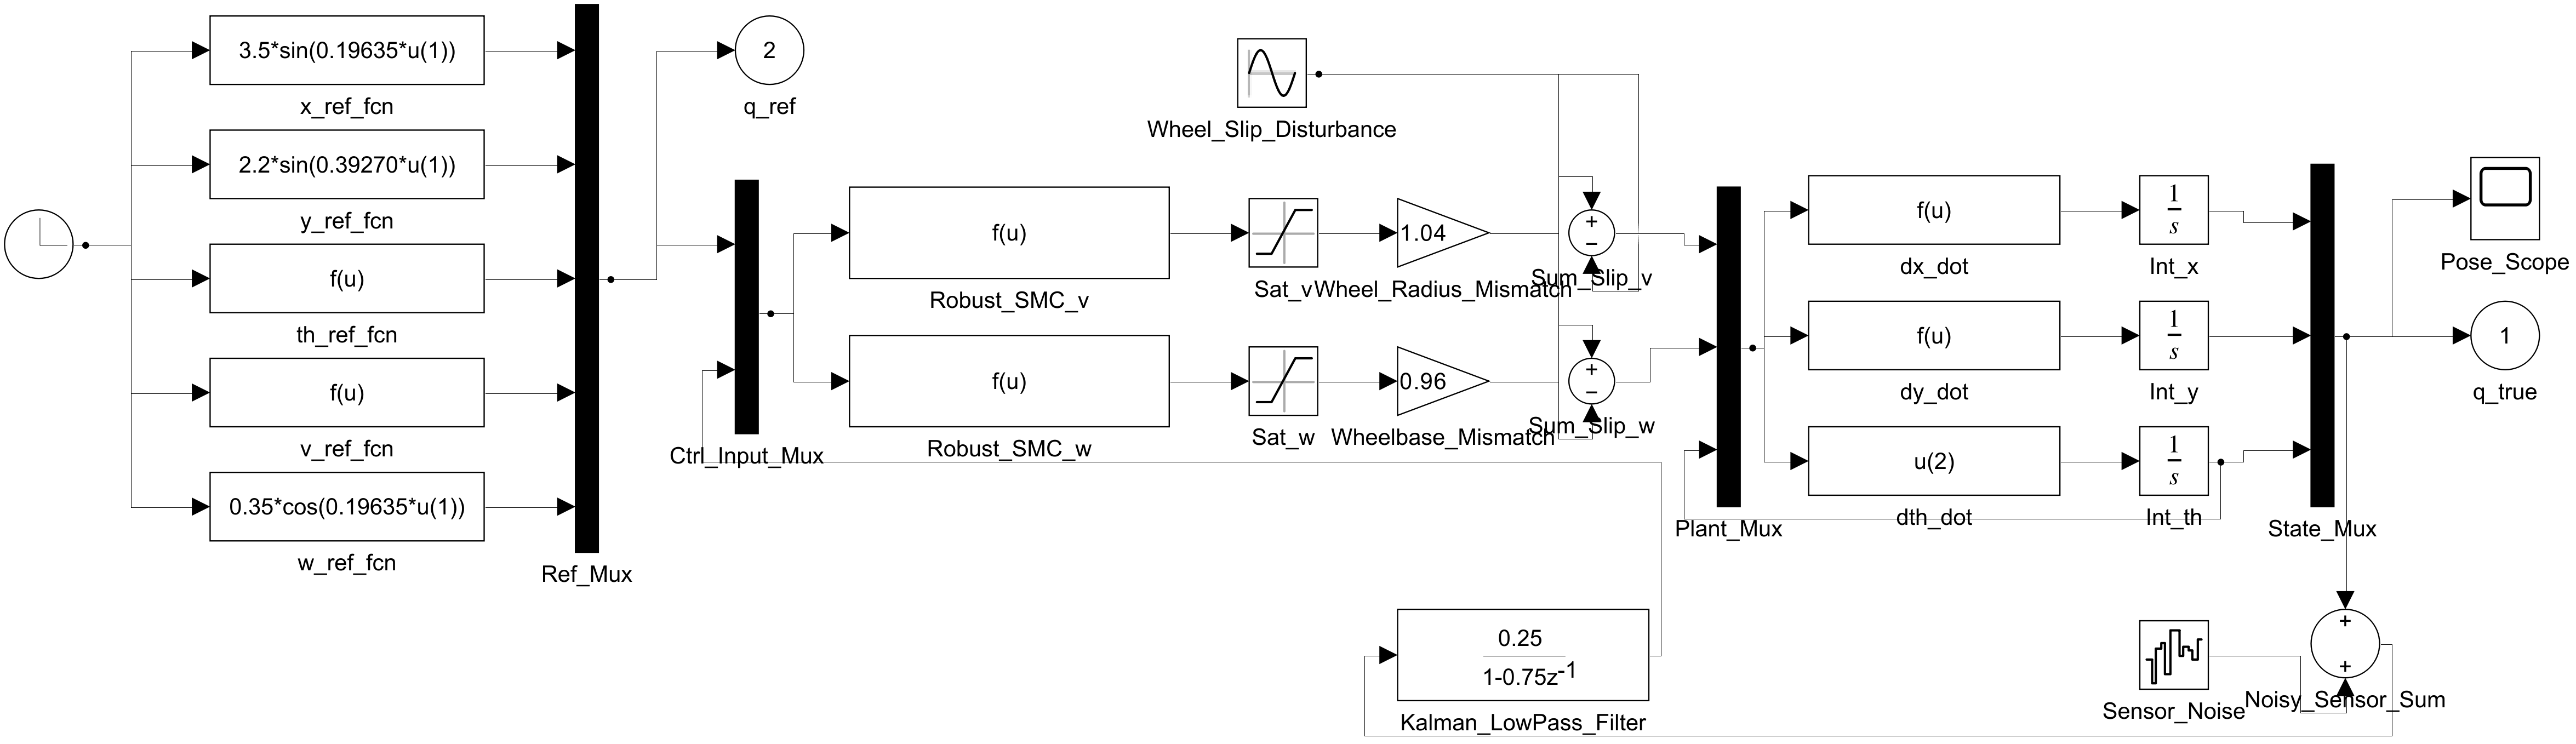 3.5*sin(0.19635*u(1))
x_ref_fcn
2.2*sin(0.39270*u(1))
y_ref_fcn
f(u)
th_ref_fcn
f(u)
v_ref_fcn
0.35*cos(0.19635*u(1))
w_ref_fcn
Ref_Mux
2
q_ref
Ctrl_Input_Mux
f(u)
Robust_SMC_v
f(u)
Robust_SMC_w
Wheel_Slip_Disturbance
Sat_v
Sat_w
1.04
Wheel_Radius_Mismatch
0.96
Wheelbase_Mismatch
+
−
Sum_Slip_v
+
−
Sum_Slip_w
Plant_Mux
f(u)
dx_dot
f(u)
dy_dot
u(2)
dth_dot
1
s
Int_x
1
s
Int_y
1
s
Int_th
State_Mux
Pose_Scope
1
q_true
0.25
1-0.75z-1
Kalman_LowPass_Filter
Sensor_Noise
+
+
Noisy_Sensor_Sum